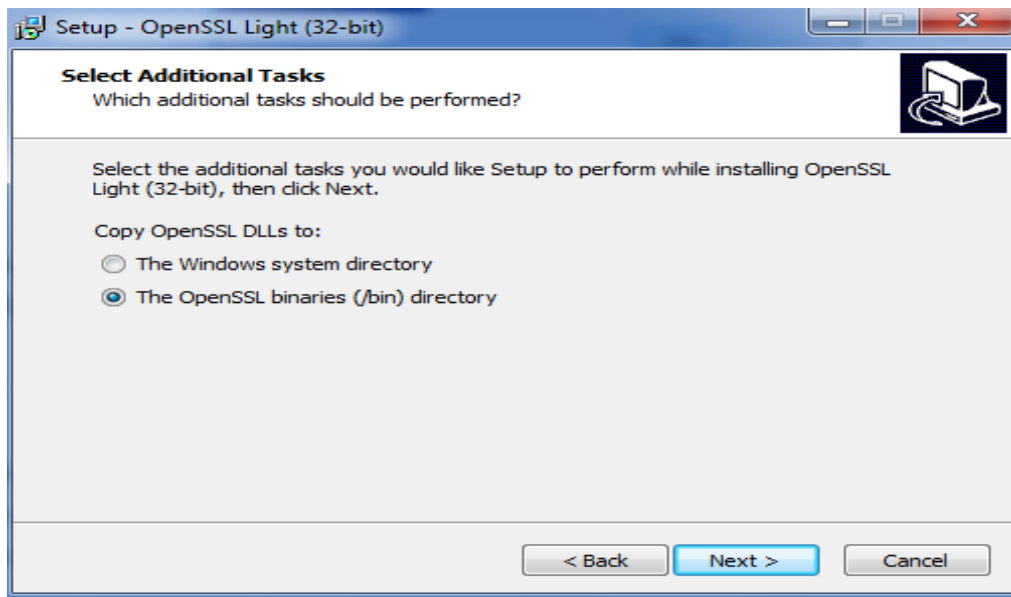 Setup - OpenSSL Light (32-bit)
Select Additional Tasks
Which additional tasks should be performed?
Select the additional tasks you would like Setup to perform while installing OpenSSL
Light (32-bit), then click Next.
Copy OpenSSL DLLs to:
The Windows system directory
The OpenSSL binaries (/bin) directory
< Back
Next >
Cancel